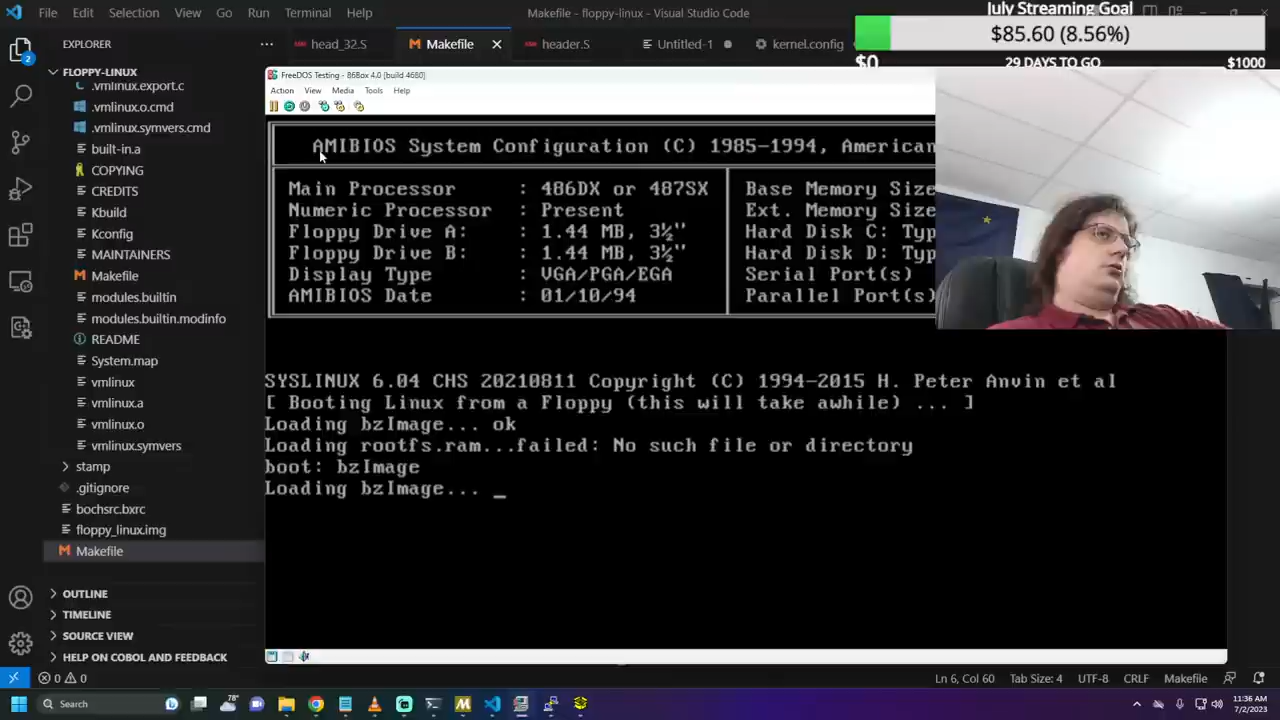 File Edit Selection View Go Run Terminal Help
Makefile - floppy-linux - Visual Studio Code
July Streaming Goal
$85.60 (8.56%)
$0 29 DAYS TO GO $1000
EXPLORER
head_32.S Makefile header.S Untitled-1 kernel.config
2
FLOPPY-LINUX
.vmlinux.export.c
.vmlinux.o.cmd
.vmlinux.symvers.cmd
built-in.a
COPYING
CREDITS
Kbuild
Kconfig
MAINTAINERS
Makefile
modules.builtin
modules.builtin.modinfo
README
System.map
vmlinux
vmlinux.a
vmlinux.o
vmlinux.symvers
stamp
.gitignore
bochsrc.bxrc
floppy_linux.img
Makefile
OUTLINE
TIMELINE
SOURCE VIEW
HELP ON COBOL AND FEEDBACK
FreeDOS Testing - 86Box 4.0 [build 4680]
Action View Media Tools Help
AMIBIOS System Configuration (C) 1985-1994, American
Main Processor : 486DX or 487SX Base Memory Size
Numeric Processor : Present Ext. Memory Size
Floppy Drive A: : 1.44 MB, 3½" Hard Disk C: Typ
Floppy Drive B: : 1.44 MB, 3½" Hard Disk D: Typ
Display Type : VGA/PGA/EGA Serial Port(s)
AMIBIOS Date : 01/10/94 Parallel Port(s)
SYSLINUX 6.04 CHS 20210811 Copyright (C) 1994-2015 H. Peter Anvin et al
[ Booting Linux from a Floppy (this will take awhile) ... ]
Loading bzImage... ok
Loading rootfs.ram...failed: No such file or directory
boot: bzImage
Loading bzImage... _
0 0 Ln 6, Col 60 Tab Size: 4 UTF-8 CRLF Makefile
Search
78°
11:36 AM
7/2/2023